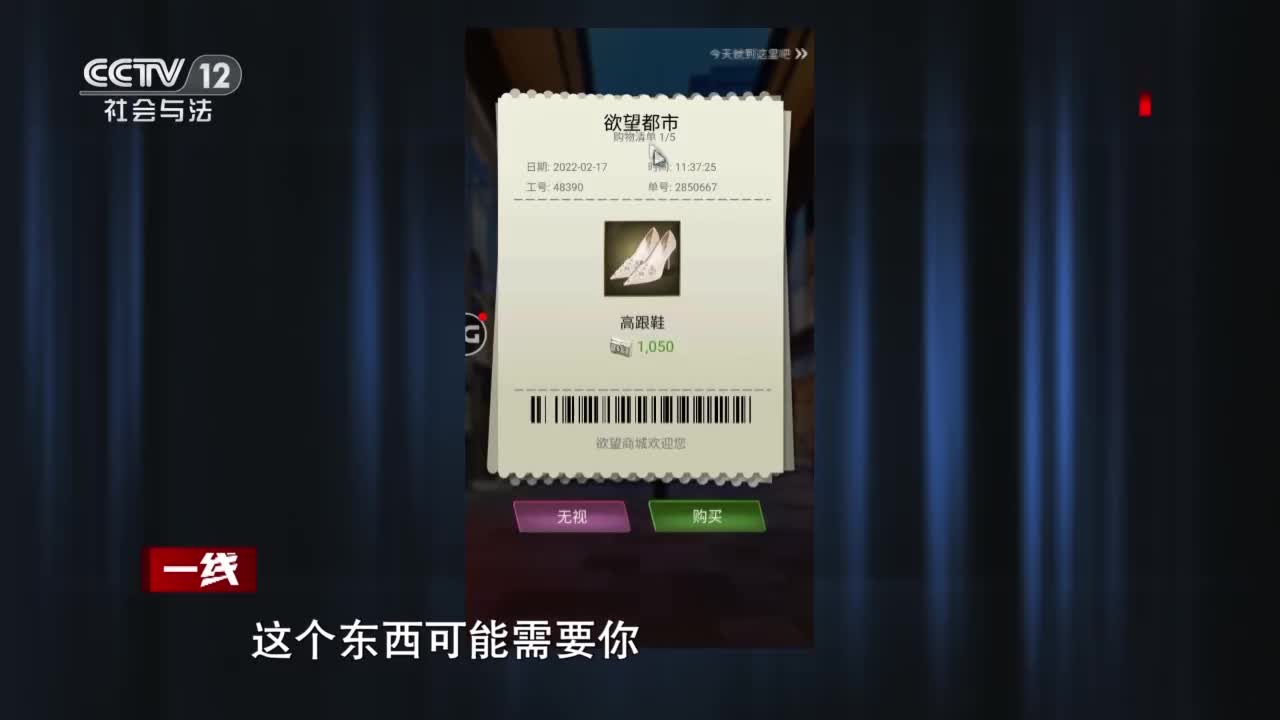 CCTV 12
社会与法
今天就到这里吧
欲望都市
购物清单 1/5
日期: 2022-02-17 时间: 11:37:25
工号: 48390 单号: 2850667
高跟鞋
1,050
欲望商城欢迎您
无视 购买
G
一线
这个东西可能需要你